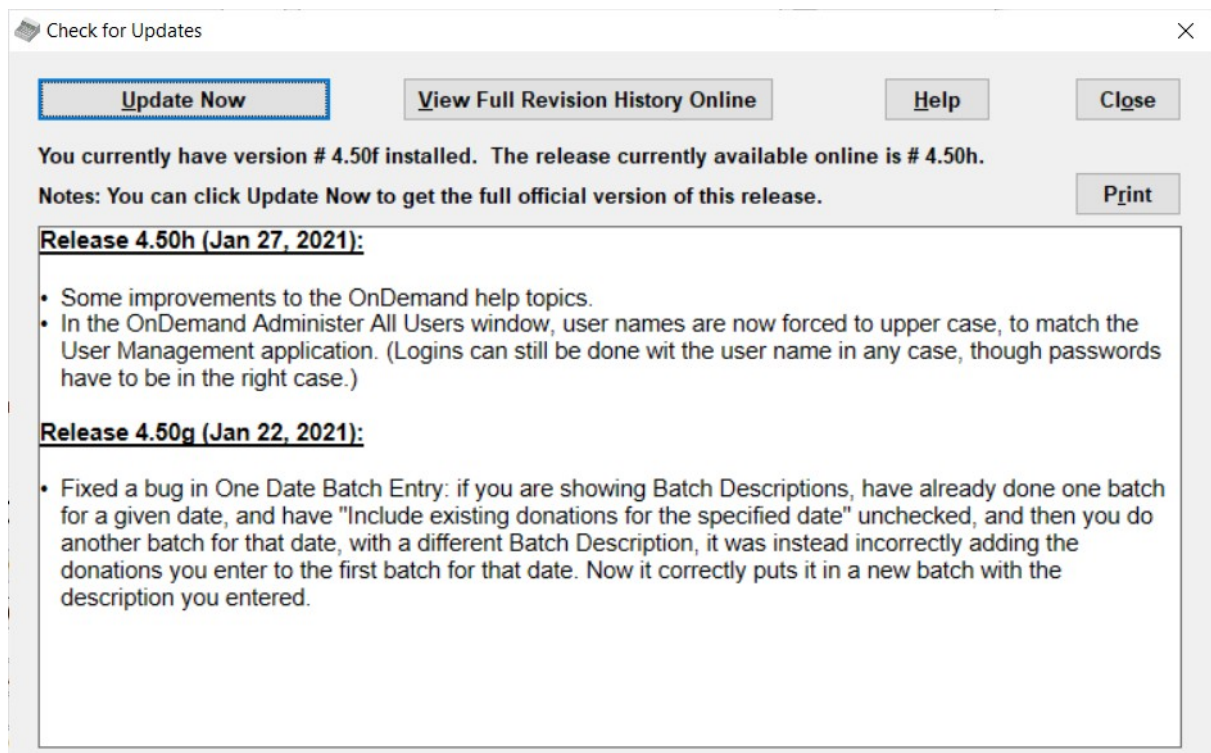 Check for Updates
Update Now View Full Revision History Online Help Close
You currently have version # 4.50f installed. The release currently available online is # 4.50h.
Notes: You can click Update Now to get the full official version of this release. Print
Release 4.50h (Jan 27, 2021):
• Some improvements to the OnDemand help topics.
• In the OnDemand Administer All Users window, user names are now forced to upper case, to match the
User Management application. (Logins can still be done wit the user name in any case, though passwords
have to be in the right case.)
Release 4.50g (Jan 22, 2021):
• Fixed a bug in One Date Batch Entry: if you are showing Batch Descriptions, have already done one batch
for a given date, and have "Include existing donations for the specified date" unchecked, and then you do
another batch for that date, with a different Batch Description, it was instead incorrectly adding the
donations you enter to the first batch for that date. Now it correctly puts it in a new batch with the
description you entered.